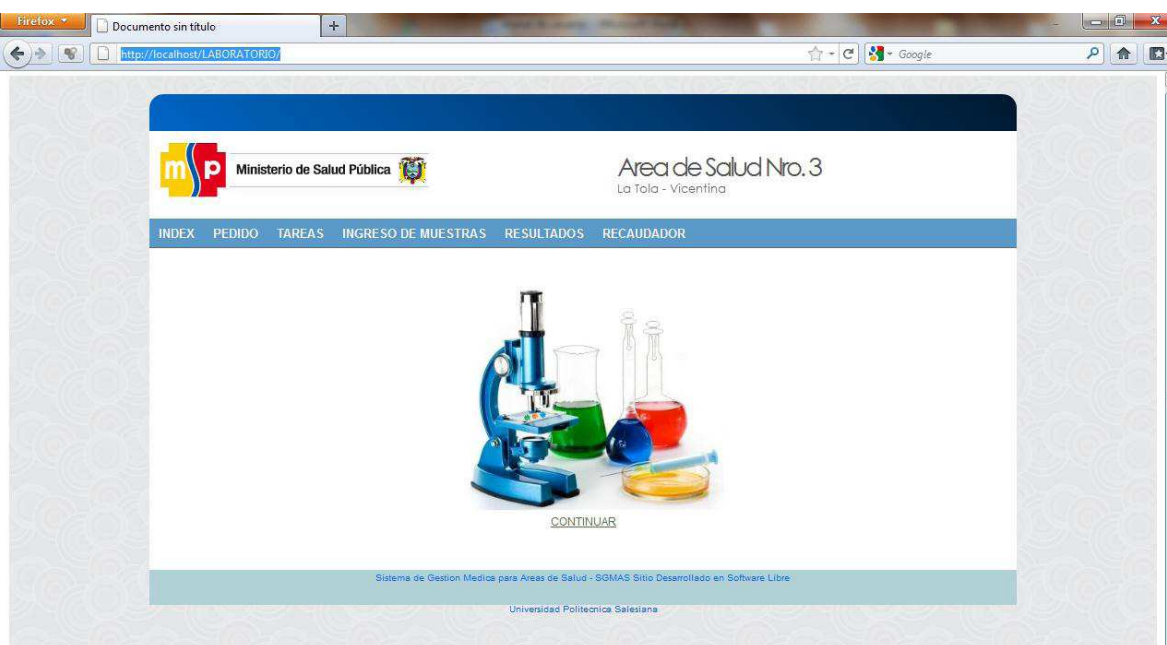 Firefox
Documento sin título
http://localhost/LABORATORIO/
Google
msp Ministerio de Salud Pública
Area de Salud Nro. 3
La Tola - Vicentina
INDEX PEDIDO TAREAS INGRESO DE MUESTRAS RESULTADOS RECAUDADOR
CONTINUAR
Sistema de Gestion Medica para Areas de Salud - SGMAS Sitio Desarrollado en Software Libre
Universidad Politecnica Salesiana